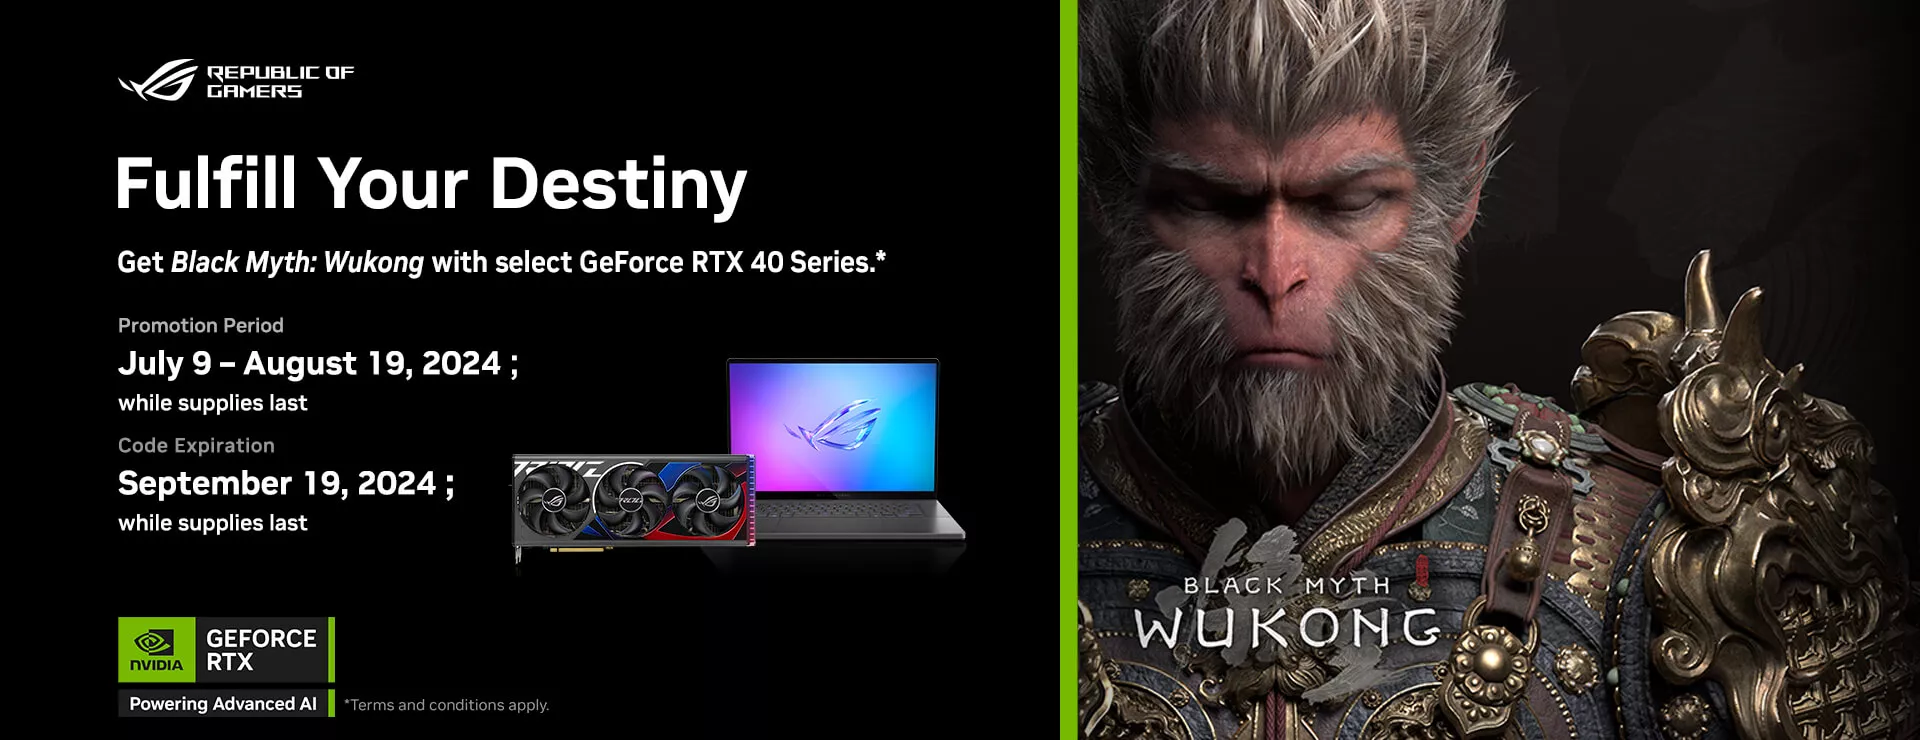 REPUBLIC OF
GAMERS
Fulfill Your Destiny
Get Black Myth: Wukong with select GeForce RTX 40 Series.*
Promotion Period
July 9 – August 19, 2024 ;
while supplies last
Code Expiration
September 19, 2024 ;
while supplies last
NVIDIA
GEFORCE
RTX
Powering Advanced AI
*Terms and conditions apply.
BLACK MYTH
WUKONG